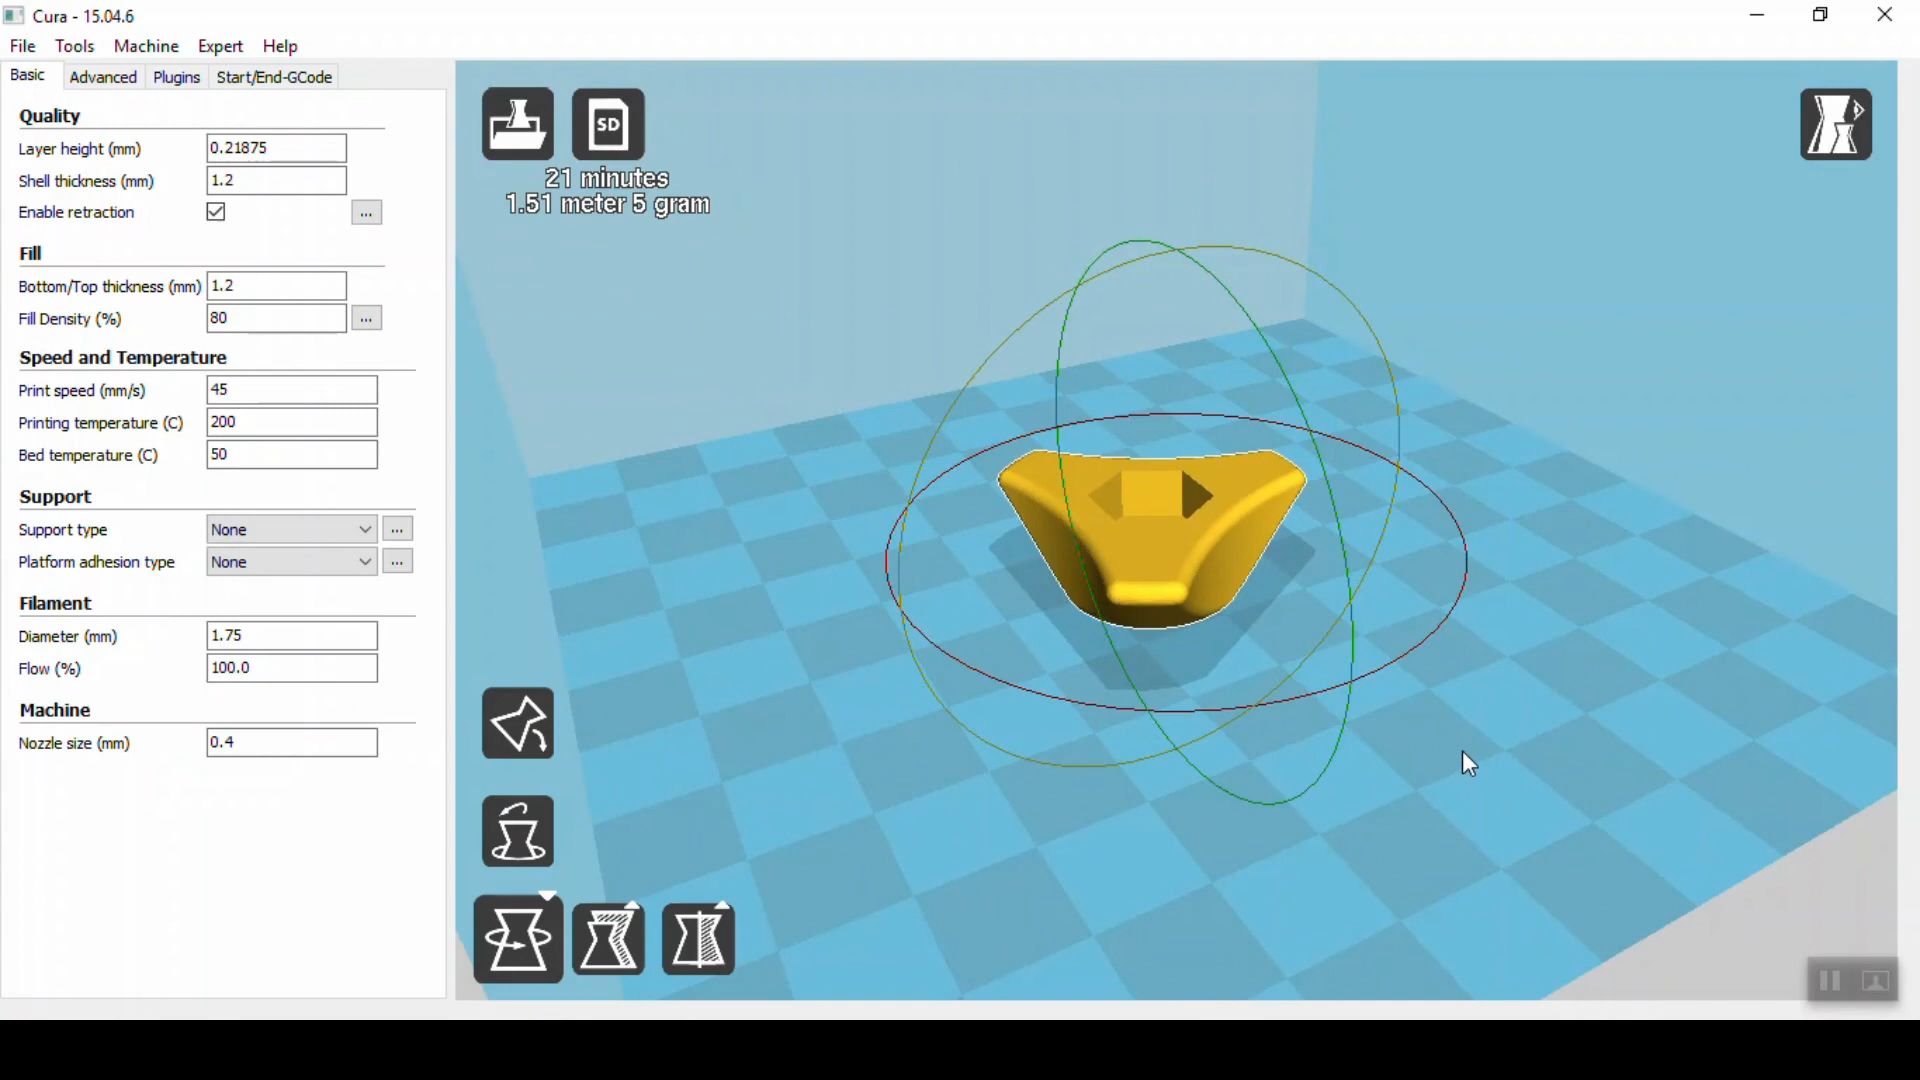 Cura - 15.04.6
File Tools Machine Expert Help
Basic Advanced Plugins Start/End-GCode
Quality
Layer height (mm) 0.21875
Shell thickness (mm) 1.2
Enable retraction ...
Fill
Bottom/Top thickness (mm) 1.2
Fill Density (%) 80 ...
Speed and Temperature
Print speed (mm/s) 45
Printing temperature (C) 200
Bed temperature (C) 50
Support
Support type None ...
Platform adhesion type None ...
Filament
Diameter (mm) 1.75
Flow (%) 100.0
Machine
Nozzle size (mm) 0.4
SD
21 minutes
1.51 meter 5 gram